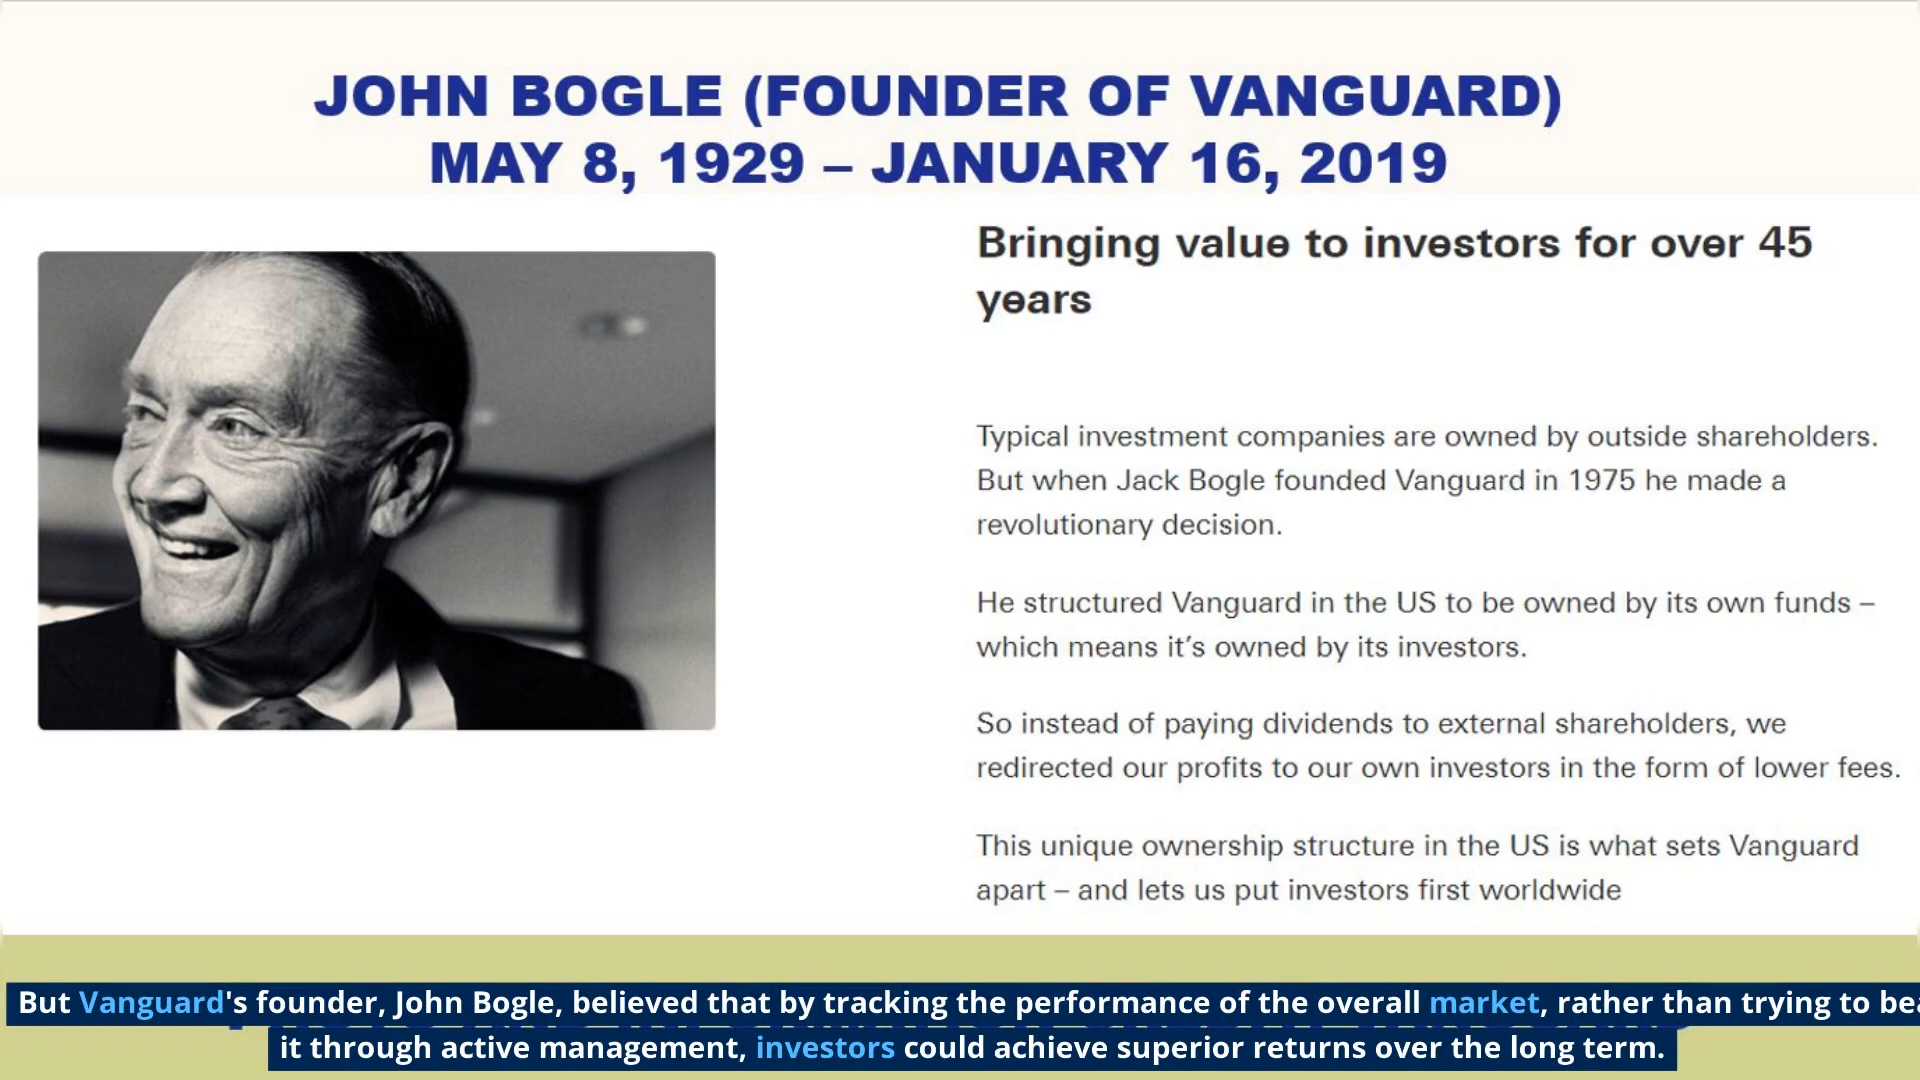 JOHN BOGLE (FOUNDER OF VANGUARD)
MAY 8, 1929 – JANUARY 16, 2019
Bringing value to investors for over 45
years
Typical investment companies are owned by outside shareholders.
But when Jack Bogle founded Vanguard in 1975 he made a
revolutionary decision.
He structured Vanguard in the US to be owned by its own funds –
which means it's owned by its investors.
So instead of paying dividends to external shareholders, we
redirected our profits to our own investors in the form of lower fees.
This unique ownership structure in the US is what sets Vanguard
apart – and lets us put investors first worldwide
But Vanguard's founder, John Bogle, believed that by tracking the performance of the overall market, rather than trying to
it through active management, investors could achieve superior returns over the long term.